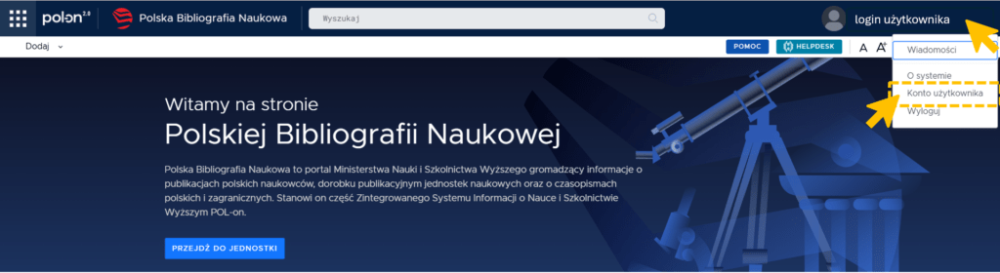 pol-on 2.0
Polska Bibliografia Naukowa
Wyszukaj
login użytkownika
Dodaj
POMOC
HELPDESK
A
A+
Wiadomości
O systemie
Konto użytkownika
Wyloguj
Witamy na stronie
Polskiej Bibliografii Naukowej
Polska Bibliografia Naukowa to portal Ministerstwa Nauki i Szkolnictwa Wyższego gromadzący informacje o
publikacjach polskich naukowców, dorobku publikacyjnym jednostek naukowych oraz o czasopismach
polskich i zagranicznych. Stanowi on część Zintegrowanego Systemu Informacji o Nauce i Szkolnictwie
Wyższym POL-on.
PRZEJDŹ DO JEDNOSTKI